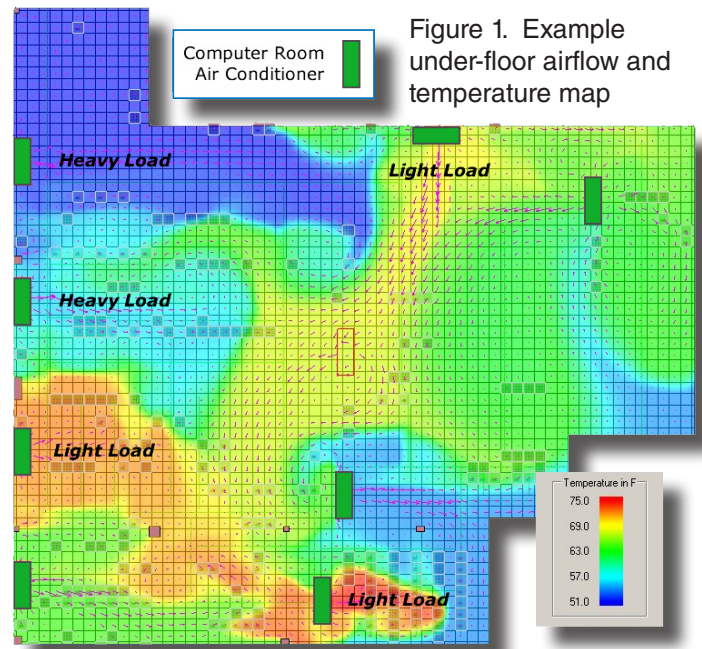 Figure 1. Example
under-floor airflow and
temperature map
Computer Room
Air Conditioner
Heavy Load
Light Load
Heavy Load
Light Load
Light Load
Temperature in F
75.0
69.0
63.0
57.0
51.0